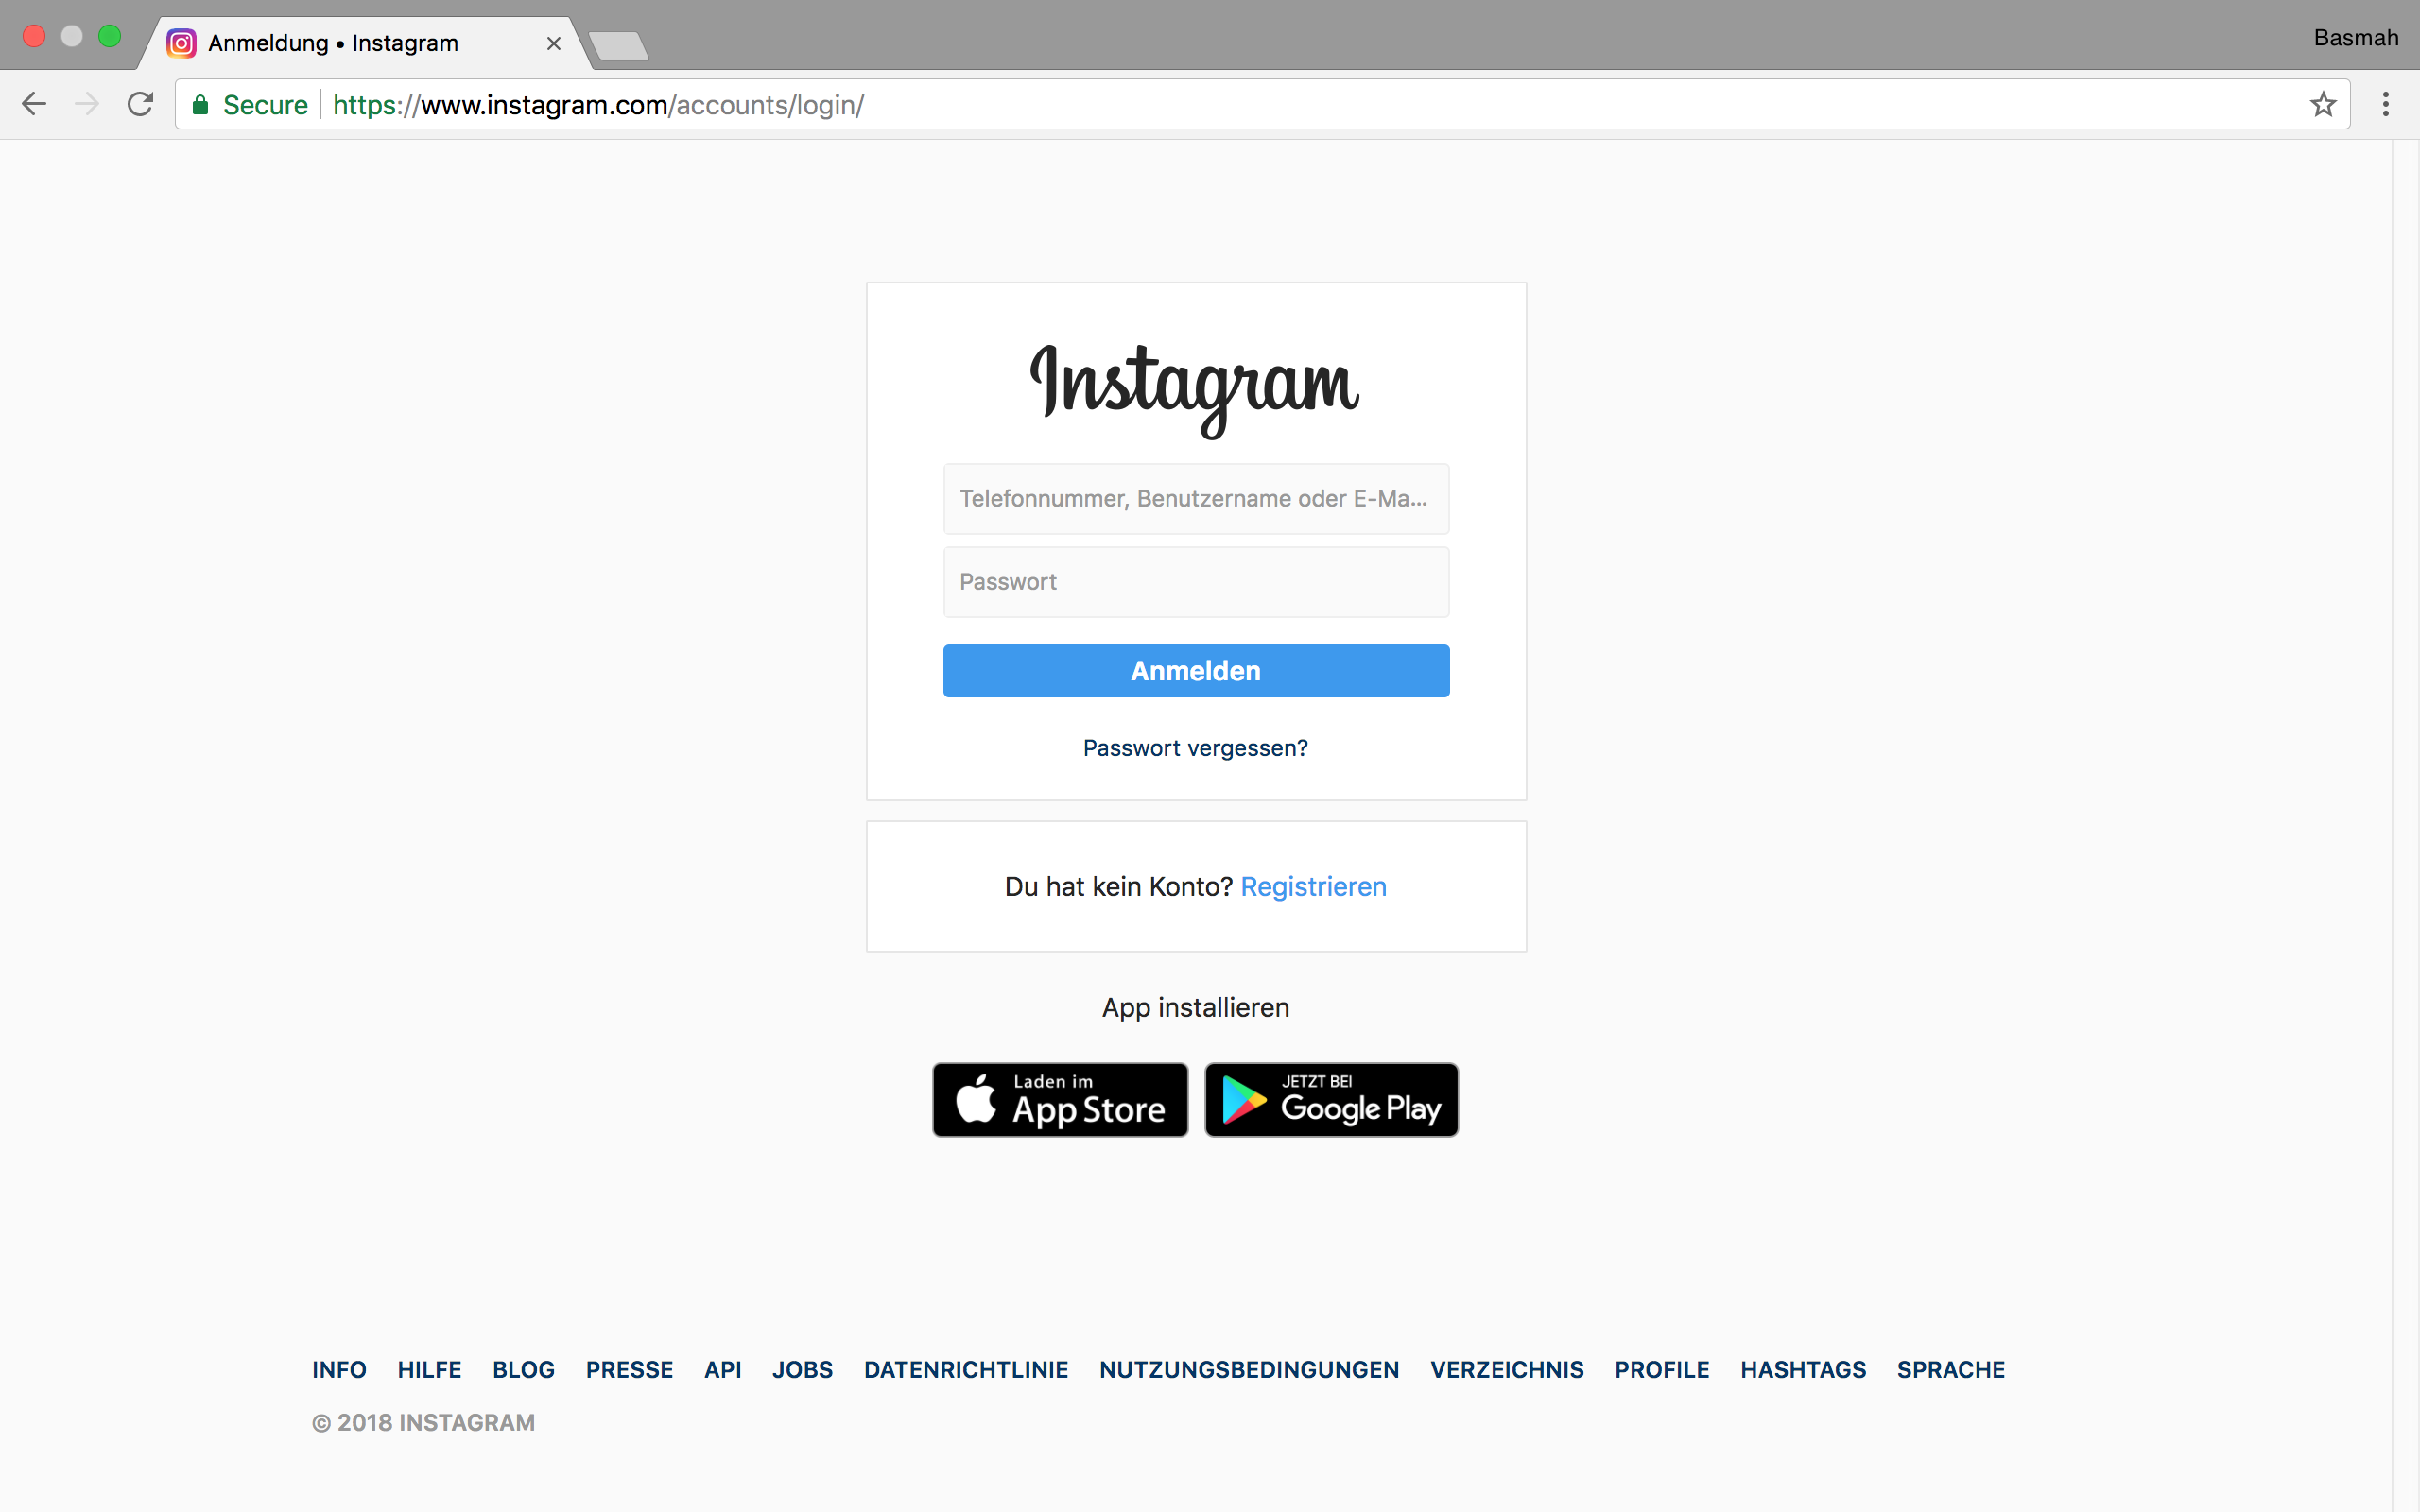 Anmeldung • Instagram
Basmah
Secure https://www.instagram.com/accounts/login/
Instagram
Telefonnummer, Benutzername oder E-Ma...
Passwort
Anmelden
Passwort vergessen?
Du hat kein Konto? Registrieren
App installieren
Laden im
App Store
JETZT BEI
Google Play
INFO HILFE BLOG PRESSE API JOBS DATENRICHTLINIE NUTZUNGSBEDINGUNGEN VERZEICHNIS PROFILE HASHTAGS SPRACHE
© 2018 INSTAGRAM